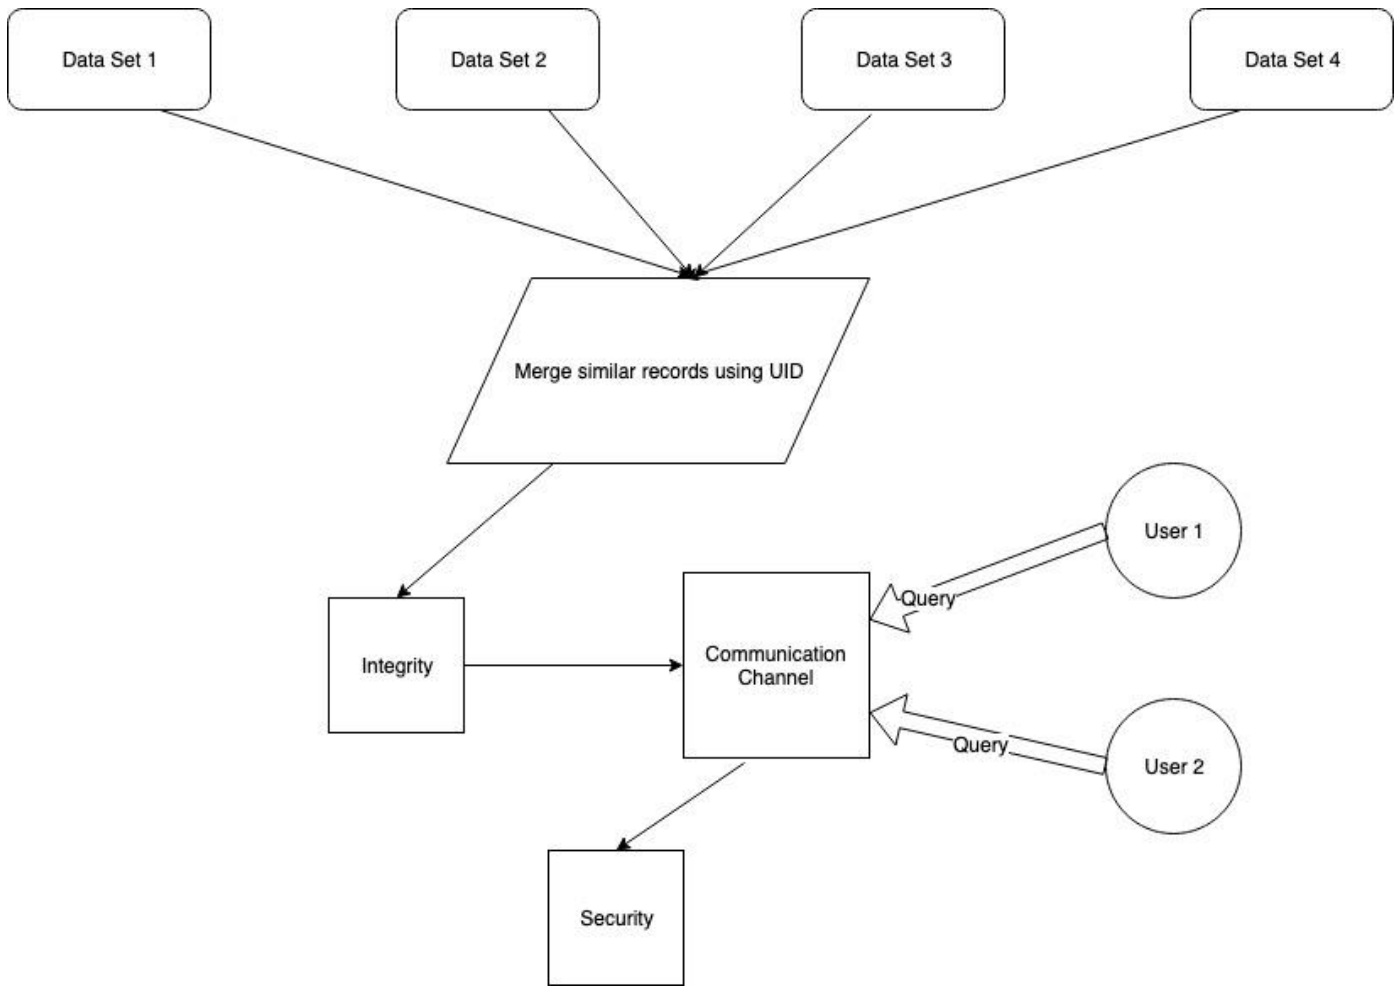 Data Set 1
Data Set 2
Data Set 3
Data Set 4
Merge similar records using UID
User 1
Query
Integrity
Communication
Channel
Query
User 2
Security